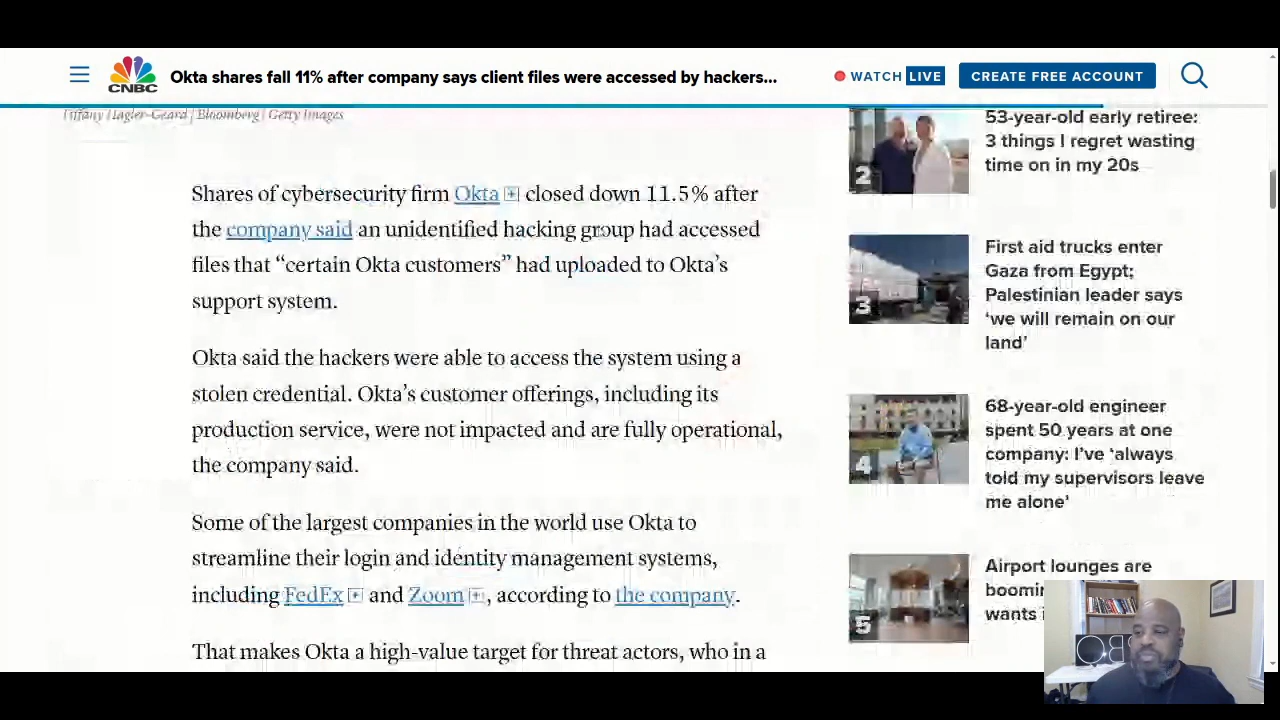 CNBC
Okta shares fall 11% after company says client files were accessed by hackers...
WATCH LIVE
CREATE FREE ACCOUNT
Tiffany Hagler-Geard | Bloomberg | Getty Images
Shares of cybersecurity firm Okta closed down 11.5% after
the company said an unidentified hacking group had accessed
files that “certain Okta customers” had uploaded to Okta’s
support system.
Okta said the hackers were able to access the system using a
stolen credential. Okta’s customer offerings, including its
production service, were not impacted and are fully operational,
the company said.
Some of the largest companies in the world use Okta to
streamline their login and identity management systems,
including FedEx and Zoom, according to the company.
That makes Okta a high-value target for threat actors, who in a
2
53-year-old early retiree:
3 things I regret wasting
time on in my 20s
3
First aid trucks enter
Gaza from Egypt;
Palestinian leader says
‘we will remain on our
land’
4
68-year-old engineer
spent 50 years at one
company: I’ve ‘always
told my supervisors leave
me alone’
5
Airport lounges are
wants